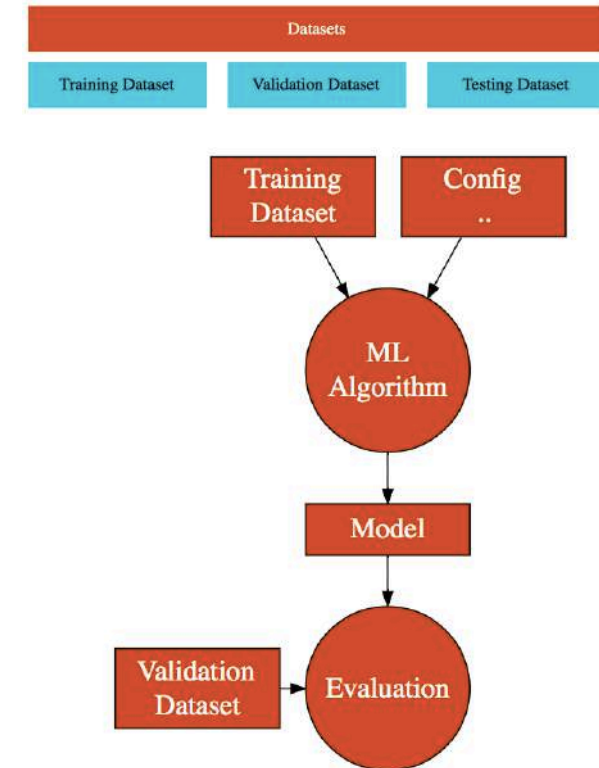 Datasets
Training Dataset
Validation Dataset
Testing Dataset
Training
Dataset
Config
..
ML
Algorithm
Model
Validation
Dataset
Evaluation